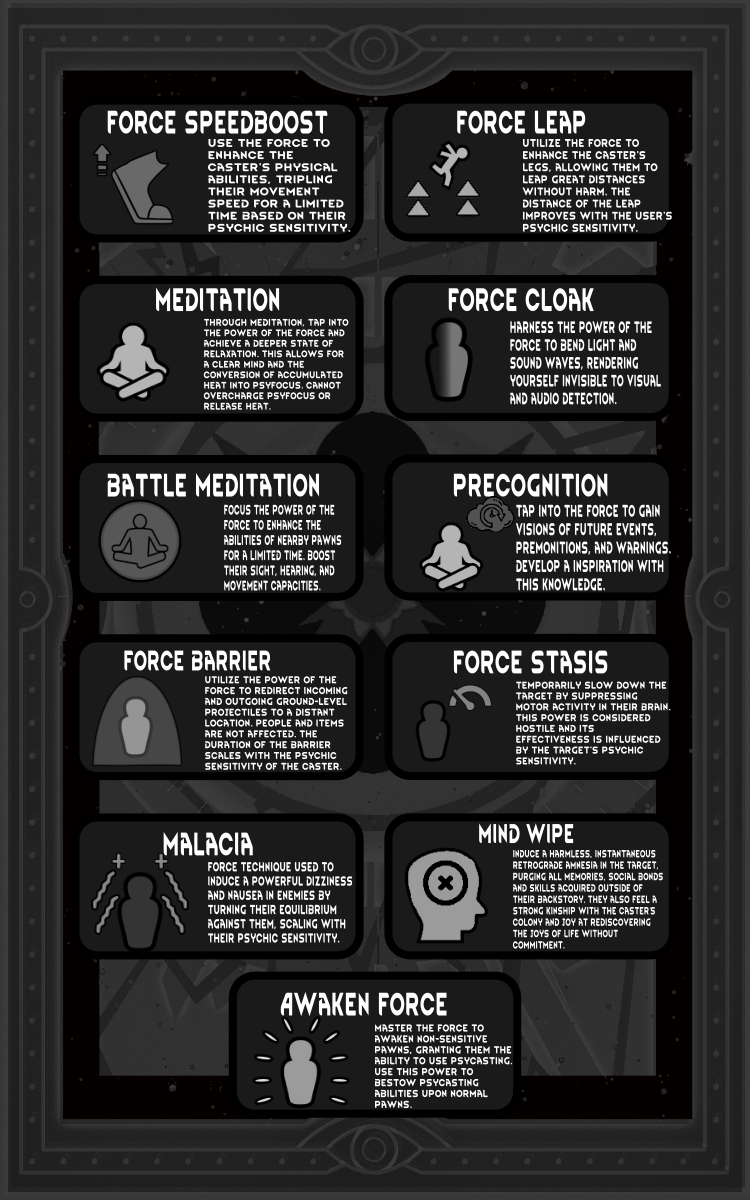 FORCE SPEEDBOOST
USE THE FORCE TO
ENHANCE THE
CASTER'S PHYSICAL
ABILITIES, TRIPLING
THEIR MOVEMENT
SPEED FOR A LIMITED
TIME BASED ON THEIR
PSYCHIC SENSITIVITY.
FORCE LEAP
UTILIZE THE FORCE TO
ENHANCE THE CASTER'S
LEGS, ALLOWING THEM TO
LEAP GREAT DISTANCES
WITHOUT HARM. THE
DISTANCE OF THE LEAP
IMPROVES WITH THE USER'S
PSYCHIC SENSITIVITY.
MEDITATION
THROUGH MEDITATION, TAP INTO
THE POWER OF THE FORCE AND
ACHIEVE A DEEPER STATE OF
RELAXATION. THIS ALLOWS FOR
A CLEAR MIND AND THE
CONVERSION OF ACCUMULATED
HEAT INTO PSYFOCUS. CANNOT
OVERCHARGE PSYFOCUS OR
RELEASE HEAT.
FORCE CLOAK
HARNESS THE POWER OF THE
FORCE TO BEND LIGHT AND
SOUND WAVES, RENDERING
YOURSELF INVISIBLE TO VISUAL
AND AUDIO DETECTION.
BATTLE MEDITATION
FOCUS THE POWER OF THE
FORCE TO ENHANCE THE
ABILITIES OF NEARBY PAWNS
FOR A LIMITED TIME. BOOST
THEIR SIGHT, HEARING, AND
MOVEMENT CAPACITIES.
PRECOGNITION
TAP INTO THE FORCE TO GAIN
VISIONS OF FUTURE EVENTS,
PREMONITIONS, AND WARNINGS.
DEVELOP A INSPIRATION WITH
THIS KNOWLEDGE.
FORCE BARRIER
UTILIZE THE POWER OF THE
FORCE TO REDIRECT INCOMING
AND OUTGOING GROUND-LEVEL
PROJECTILES TO A DISTANT
LOCATION. PEOPLE AND ITEMS
ARE NOT AFFECTED. THE
DURATION OF THE BARRIER
SCALES WITH THE PSYCHIC
SENSITIVITY OF THE CASTER.
FORCE STASIS
TEMPORARILY SLOW DOWN THE
TARGET BY SUPPRESSING
MOTOR ACTIVITY IN THEIR BRAIN.
THIS POWER IS CONSIDERED
HOSTILE AND ITS
EFFECTIVENESS IS INFLUENCED
BY THE TARGET'S PSYCHIC
SENSITIVITY.
MALACIA
FORCE TECHNIQUE USED TO
INDUCE A POWERFUL DIZZINESS
AND NAUSEA IN ENEMIES BY
TURNING THEIR EQUILIBRIUM
AGAINST THEM, SCALING WITH
THEIR PSYCHIC SENSITIVITY.
MIND WIPE
INDUCE A HARMLESS, INSTANTANEOUS
RETROGRADE AMNESIA IN THE TARGET,
PURGING ALL MEMORIES, SOCIAL BONDS
AND SKILLS ACQUIRED OUTSIDE OF
THEIR BACKSTORY. THEY ALSO FEEL A
STRONG KINSHIP WITH THE CASTER'S
COLONY AND JOY AT REDISCOVERING
THE JOYS OF LIFE WITHOUT
COMMITMENT.
AWAKEN FORCE
MASTER THE FORCE TO
AWAKEN NON-SENSITIVE
PAWNS, GRANTING THEM THE
ABILITY TO USE PSYCASTING.
USE THIS POWER TO
BESTOW PSYCASTING
ABILITIES UPON NORMAL
PAWNS.